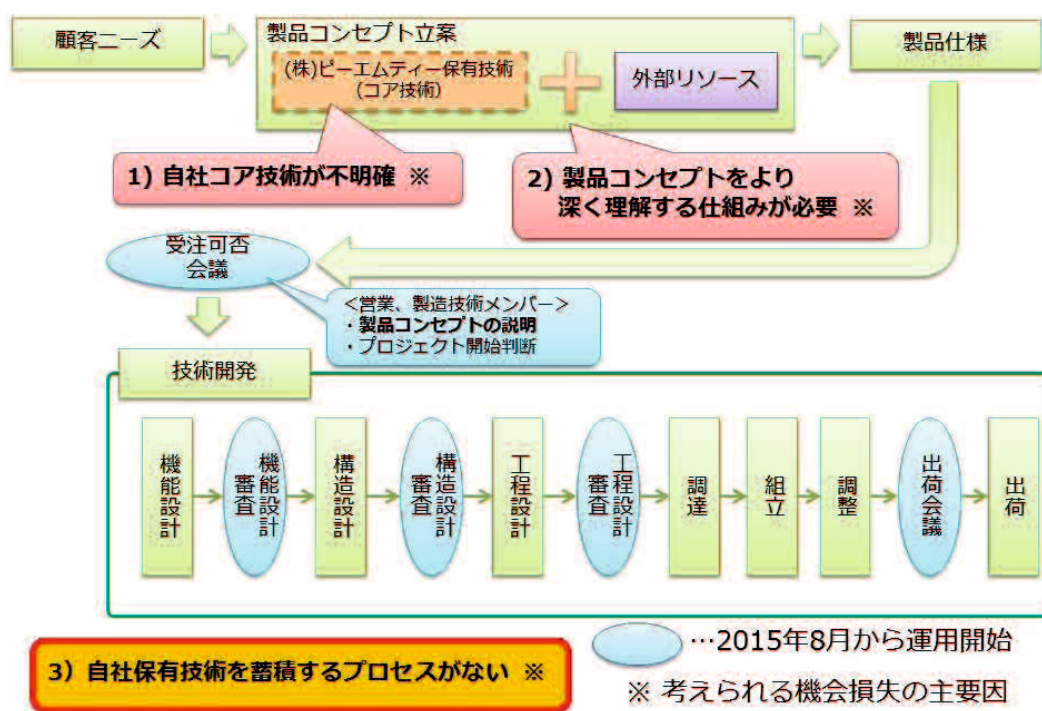 顧客ニーズ
製品コンセプト立案
(株)ピーエムティー保有技術
(コア技術)
外部リソース
製品仕様
1) 自社コア技術が不明確 ※
2) 製品コンセプトをより
深く理解する仕組みが必要 ※
受注可否
会議
<営業、製造技術メンバー>
・製品コンセプトの説明
・プロジェクト開始判断
技術開発
機能設計
機能設計
審査
構造設計
構造設計
審査
工程設計
工程設計
審査
調達
組立
調整
出荷会議
出荷
3) 自社保有技術を蓄積するプロセスがない ※
…2015年8月から運用開始
※ 考えられる機会損失の主要因